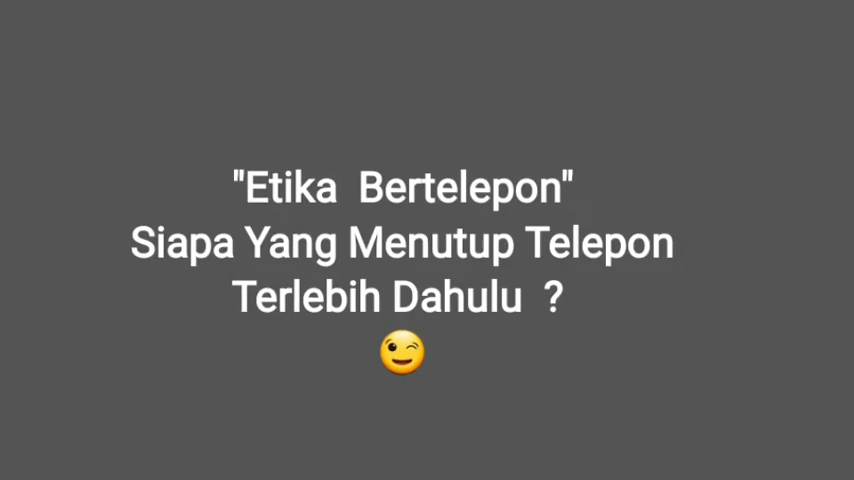 "Etika  Bertelepon"
Siapa Yang Menutup Telepon
Terlebih Dahulu  ?
😉